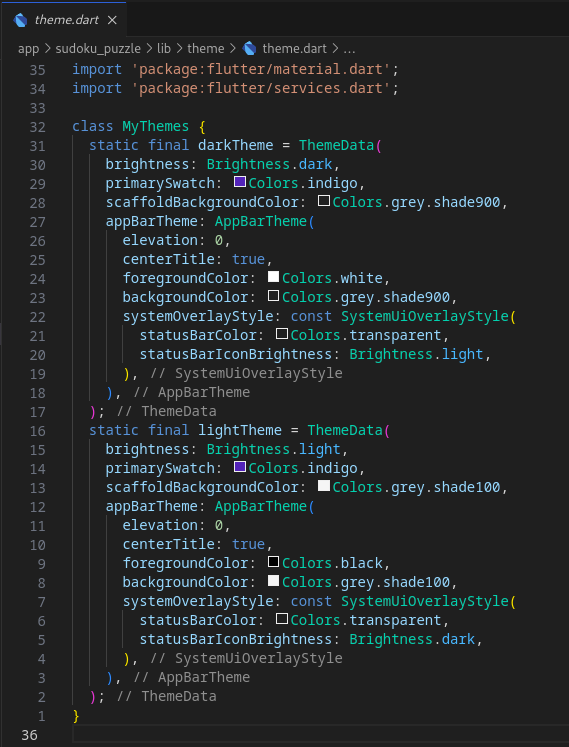 theme.dart ×
app > sudoku_puzzle > lib > theme > theme.dart > ...
35 import 'package:flutter/material.dart';
34 import 'package:flutter/services.dart';
33
32 class MyThemes {
31   static final darkTheme = ThemeData(
30     brightness: Brightness.dark,
29     primarySwatch: Colors.indigo,
28     scaffoldBackgroundColor: Colors.grey.shade900,
27     appBarTheme: AppBarTheme(
26       elevation: 0,
25       centerTitle: true,
24       foregroundColor: Colors.white,
23       backgroundColor: Colors.grey.shade900,
22       systemOverlayStyle: const SystemUiOverlayStyle(
21         statusBarColor: Colors.transparent,
20         statusBarIconBrightness: Brightness.light,
19       ), // SystemUiOverlayStyle
18     ), // AppBarTheme
17   ); // ThemeData
16   static final lightTheme = ThemeData(
15     brightness: Brightness.light,
14     primarySwatch: Colors.indigo,
13     scaffoldBackgroundColor: Colors.grey.shade100,
12     appBarTheme: AppBarTheme(
11       elevation: 0,
10       centerTitle: true,
9       foregroundColor: Colors.black,
8       backgroundColor: Colors.grey.shade100,
7       systemOverlayStyle: const SystemUiOverlayStyle(
6         statusBarColor: Colors.transparent,
5         statusBarIconBrightness: Brightness.dark,
4       ), // SystemUiOverlayStyle
3     ), // AppBarTheme
2   ); // ThemeData
1 }
36